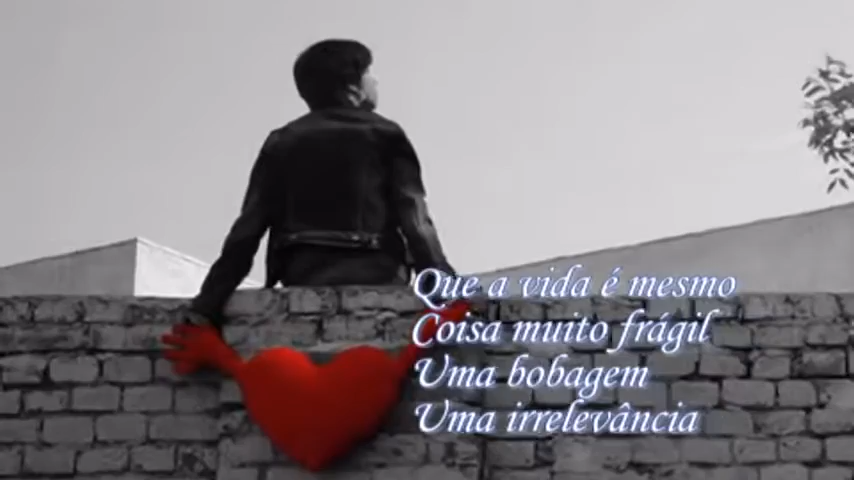 Que a vida é mesmo
Coisa muito frágil
Uma bobagem
Uma irrelevância